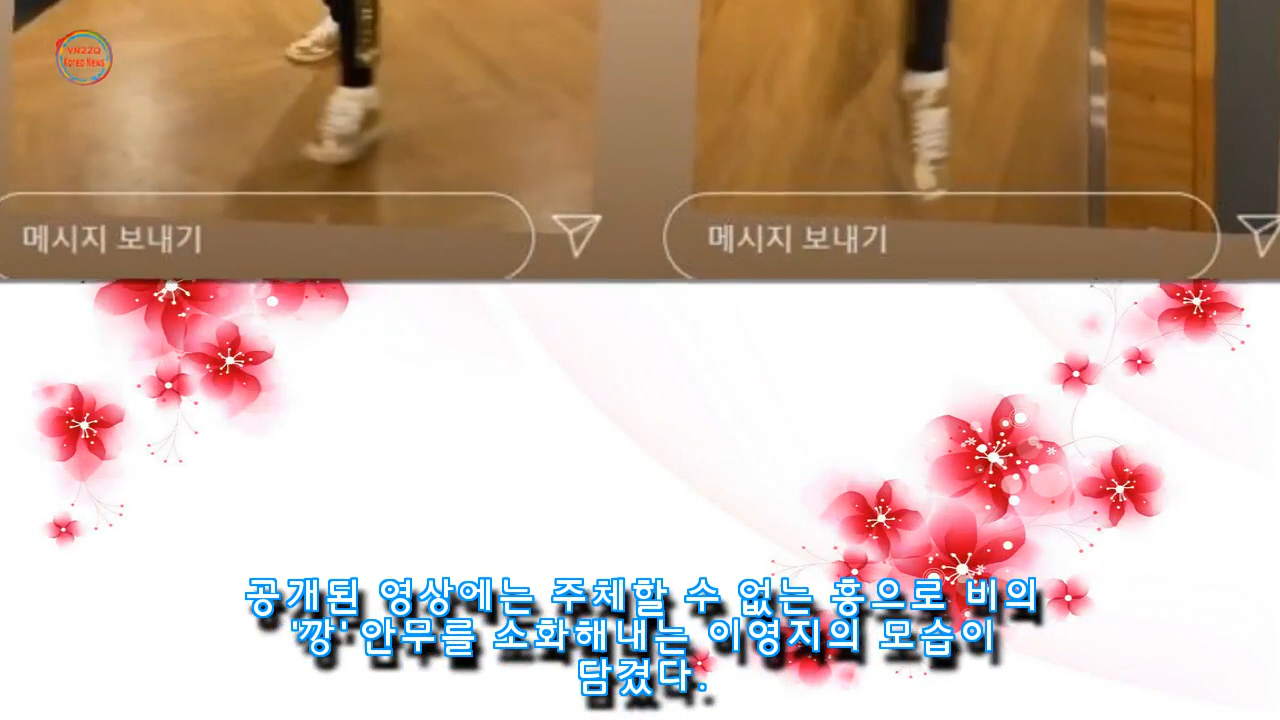 YN22Q
Korea News
메시지 보내기
메시지 보내기
공개된 영상에는 주체할 수 없는 흥으로 비의
'깡' 안무를 소화해내는 이영지의 모습이
담겼다.